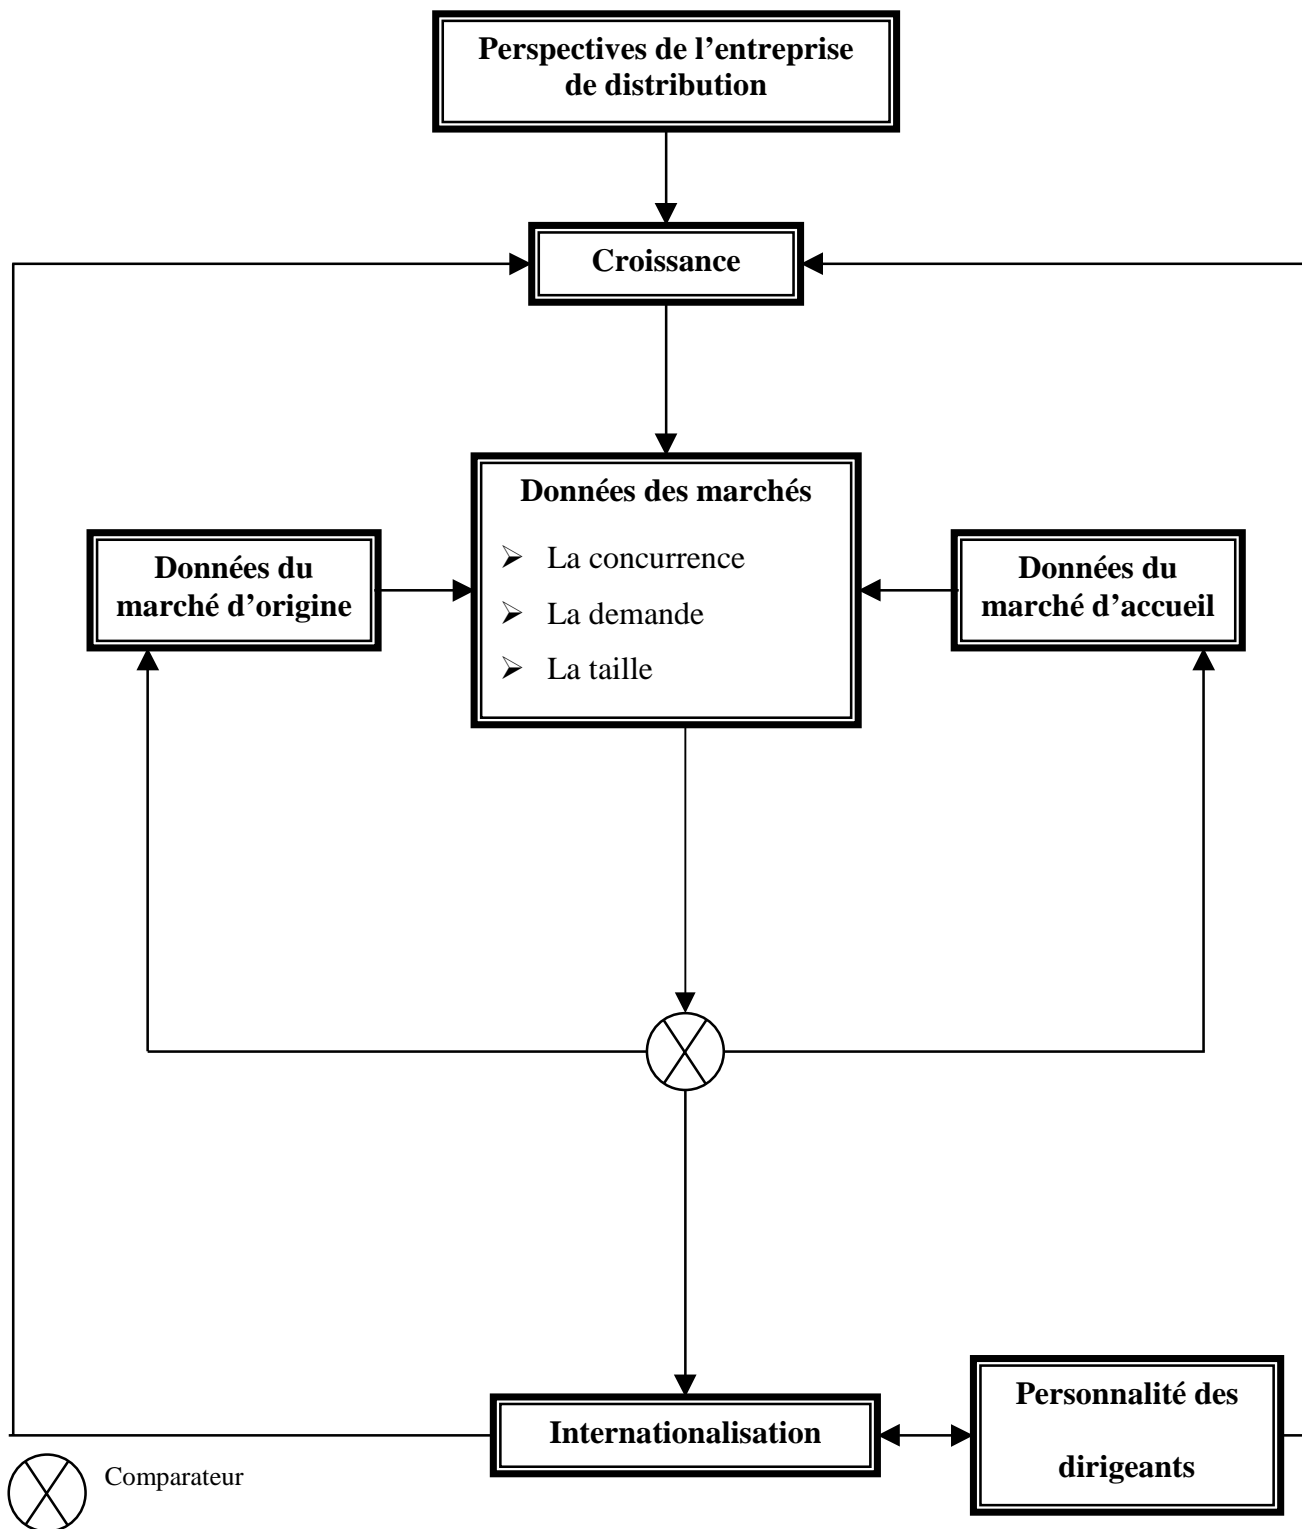 Perspectives de l’entreprise
de distribution
Croissance
Données des marchés
➢ La concurrence
➢ La demande
➢ La taille
Données du
marché d’origine
Données du
marché d’accueil
Internationalisation
Personnalité des
dirigeants
Comparateur